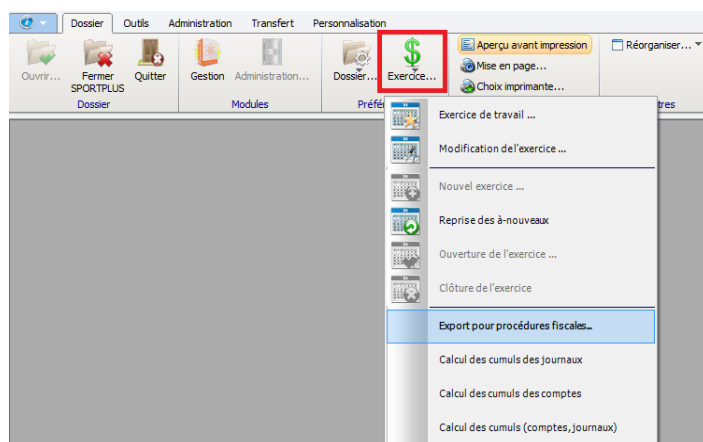 Dossier Outils Administration Transfert Personnalisation
Ouvrir... Fermer SPORTPLUS Quitter Gestion Administration... Dossier... Exercice... Aperçu avant impression Réorganiser...
Mise en page...
Choix imprimante...
Dossier Modules Préfé tres
Exercice de travail ...
Modification de l'exercice ...
Nouvel exercice ...
Reprise des à-nouveaux
Ouverture de l'exercice ...
Clôture de l'exercice
Export pour procédures fiscales...
Calcul des cumuls des journaux
Calcul des cumuls des comptes
Calcul des cumuls (comptes, journaux)